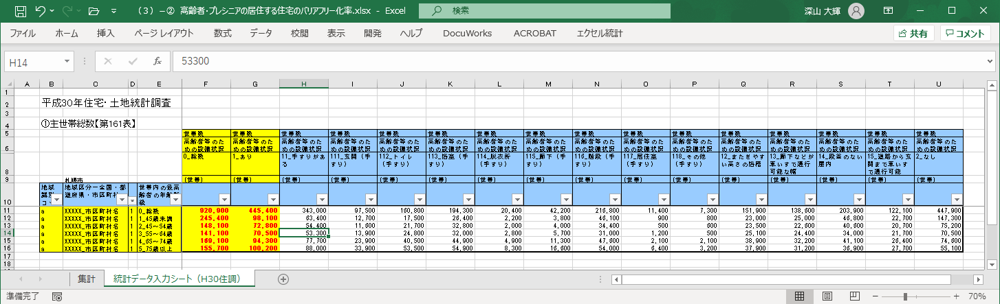 （3）－② 高齢者・プレシニアの居住する住宅のバリアフリー化率.xlsx - Excel
検索
深山 大輝
ファイル ホーム 挿入 ページ レイアウト 数式 データ 校閲 表示 開発 ヘルプ DocuWorks ACROBAT エクセル統計
共有 コメント
H14 fx 53300
A B C D E F G H I J K L M N O P Q R S T U
1
2 平成30年住宅・土地統計調査
3
4 ①主世帯総数【第161表】
5 世帯数 世帯数 世帯数 世帯数 世帯数 世帯数 世帯数 世帯数 世帯数 世帯数 世帯数 世帯数 世帯数 世帯数 世帯数 世帯数
高齢者等のた 高齢者等のた 高齢者等のた 高齢者等のた 高齢者等のた 高齢者等のた 高齢者等のた 高齢者等のた 高齢者等のた 高齢者等のた 高齢者等のた 高齢者等のた 高齢者等のた 高齢者等のた 高齢者等のた 高齢者等のた
6 めの設備状況 めの設備状況 めの設備状況 めの設備状況 めの設備状況 めの設備状況 めの設備状況 めの設備状況 めの設備状況 めの設備状況 めの設備状況 めの設備状況 めの設備状況 めの設備状況 めの設備状況 めの設備状況
0_総数 1_あり 11_手すりがあ 111_玄関（手 112_トイレ 113_浴室（手 114_脱衣所 115_廊下（手 116_階段（手 117_居住室 118_その他 12_またぎやす 13_廊下などが 14_段差のない 15_道路から玄 2_なし
る すり） （手すり） すり） （手すり） すり） すり） （手すり） （手すり） い高さの浴槽 車いすで通行 屋内 関まで車いす
8 可能な幅 で通行可能
9 札幌市 (世帯) (世帯) (世帯) (世帯) (世帯) (世帯) (世帯) (世帯) (世帯) (世帯) (世帯) (世帯) (世帯) (世帯) (世帯) (世帯)
地域 地域区分－全国・都 世帯内の最高
識別 道府県・市区町村 齢者の年齢
10 コ 級
11 a XXXXX_市区町村名 1 0_総数 920,900 445,400 343,000 97,500 160,800 194,300 20,400 42,200 216,800 11,400 7,300 151,900 138,600 203,900 122,100 447,900
12 a XXXXX_市区町村名 1 1_45歳未満 245,400 98,100 63,400 12,700 17,500 26,400 2,200 3,800 46,100 900 800 23,000 25,000 46,800 22,700 147,300
13 a XXXXX_市区町村名 1 2_45～54歳 148,100 72,800 54,400 11,600 21,700 32,800 2,000 4,000 34,400 500 600 23,500 22,600 40,600 20,700 75,200
14 a XXXXX_市区町村名 1 3_55～64歳 141,100 70,500 53,300 13,900 24,800 32,000 2,800 5,700 31,000 1,200 500 25,100 24,400 34,000 21,700 70,500
15 a XXXXX_市区町村名 1 4_65～74歳 169,100 94,300 77,700 23,900 40,500 44,900 4,900 11,300 47,600 2,100 2,100 38,900 32,200 41,100 26,400 74,600
16 a XXXXX_市区町村名 1 5_75歳以上 155,700 100,200 88,000 33,900 53,500 54,900 8,300 16,600 54,000 6,400 3,200 37,900 31,200 36,900 27,700 55,100
17
18
集計 統計データ入力シート（H30住調）
準備完了 70%